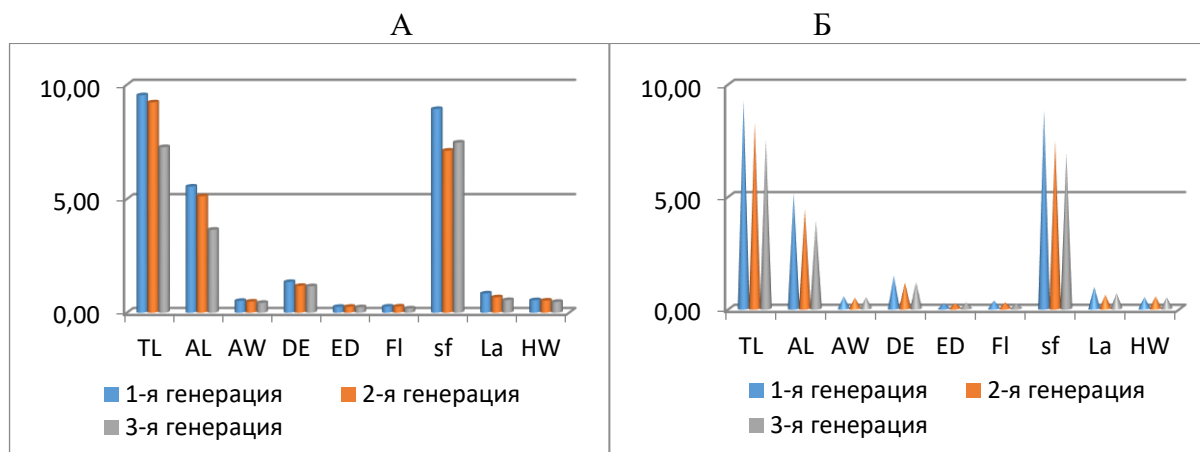 А
10,00
5,00
0,00
TL AL AW DE ED Fl sf La HW
1-я генерация 2-я генерация
3-я генерация
Б
10,00
5,00
0,00
TL AL AW DE ED Fl sf La HW
1-я генерация 2-я генерация
3-я генерация